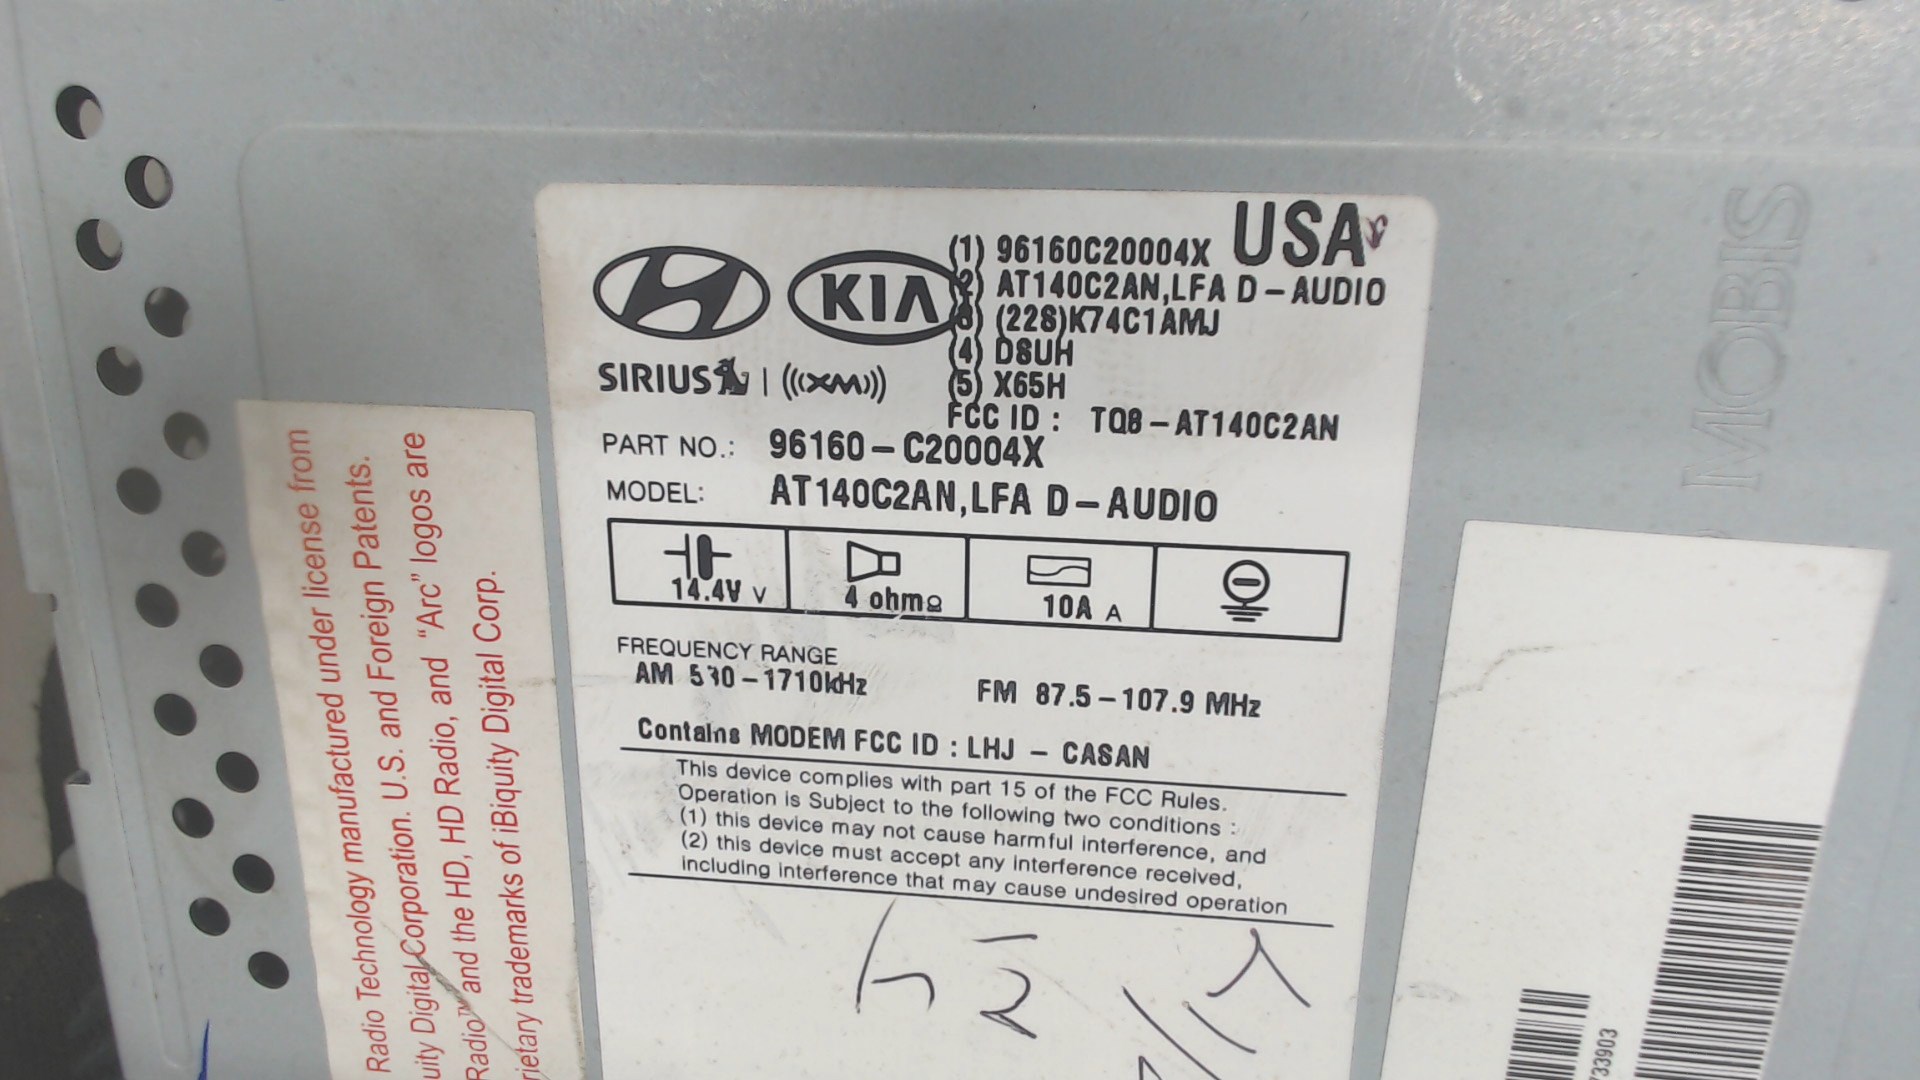 USA
(1) 96160C20004X
(2) AT140C2AN,LFA D-AUDIO
(3) (228)K74C1AMJ
(4) D8UH
(5) X65H
KIA
SIRIUS | (((XM)))
FCC ID : TQ8-AT140C2AN
PART NO.: 96160-C20004X
MODEL: AT140C2AN,LFA D-AUDIO
14.4V V
4 ohm Ω
10A A
FREQUENCY RANGE
AM 530-1710kHz FM 87.5-107.9 MHz
Contains MODEM FCC ID : LHJ - CASAN
This device complies with part 15 of the FCC Rules.
Operation is Subject to the following two conditions :
(1) this device may not cause harmful interference, and
(2) this device must accept any interference received,
including interference that may cause undesired operation
Radio Technology manufactured under license from
uity Digital Corporation. U.S. and Foreign Patents.
Radio™ and the HD, HD Radio, and "Arc" logos are
rietary trademarks of iBiquity Digital Corp.
MOBIS
733903